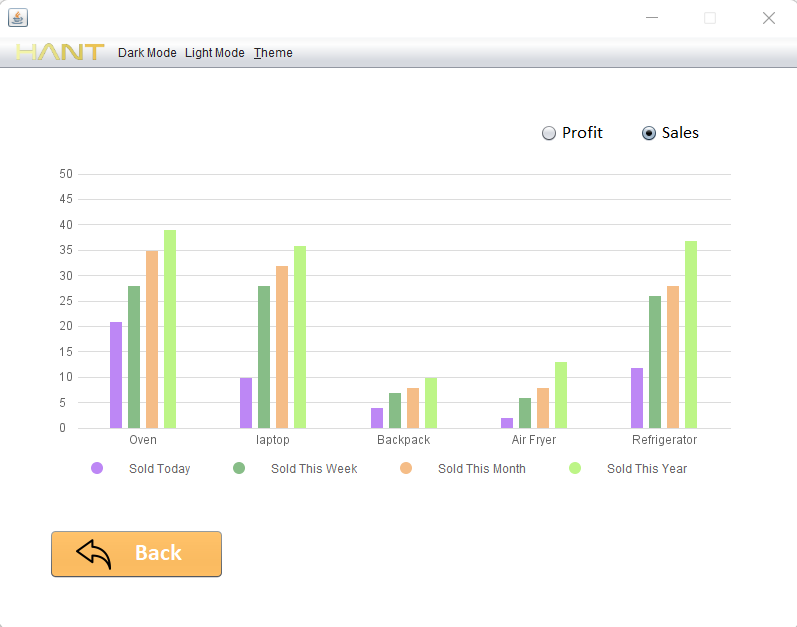 HANT Dark Mode Light Mode Theme
Profit Sales
50
45
40
35
30
25
20
15
10
5
0
Oven laptop Backpack Air Fryer Refrigerator
Sold Today Sold This Week Sold This Month Sold This Year
Back